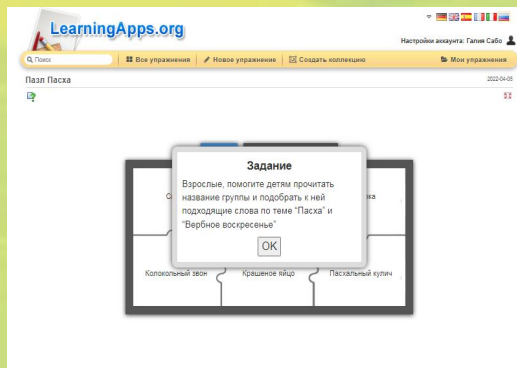 LearningApps.org
Настройки аккаунта: Галия Сабо
Поиск
Все упражнения
Новое упражнение
Создать коллекцию
Мои упражнения
Пазл Пасха
2022-04-05
Задание
Взрослые, помогите детям прочитать
название группы и подобрать к ней
подходящие слова по теме "Пасха" и
"Вербное воскресенье"
OK
Колокольный звон
Крашеное яйцо
Пасхальный кулич